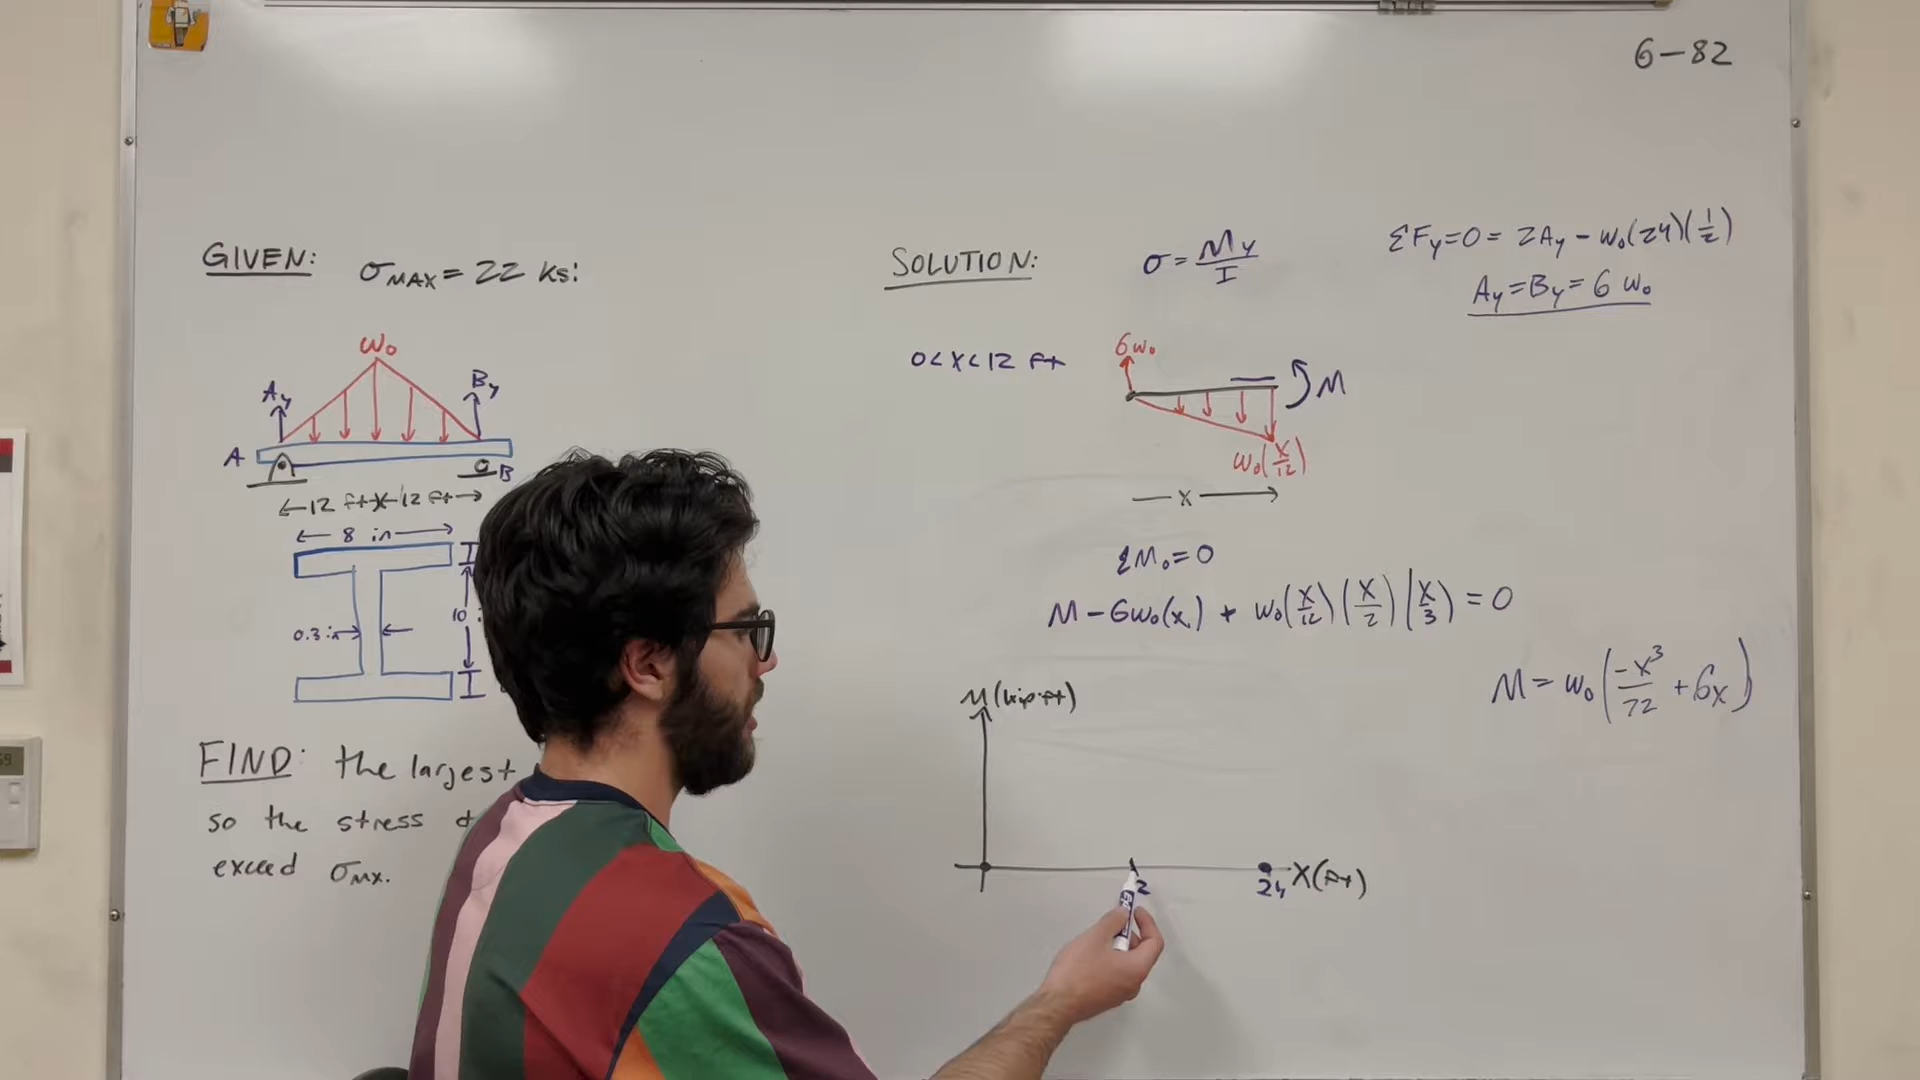 6-82
GIVEN: σMAX = 22 ksi
w₀
Ay
By
A
B
←12 ft→←12 ft→
← 8 in →
10
0.3 in→ ←
FIND: the largest
so the stress d
exceed σMX.
SOLUTION:
σ = My/I
ΣFy=0 = 2Ay - w₀(24)(1/2)
Ay = By = 6 w₀
0<x<12 ft
6w₀
M
w₀(x/12)
x
ΣM₀ = 0
M - 6w₀(x) + w₀(x/12)(x/2)(x/3) = 0
M = w₀(-x³/72 + 6x)
M(kip·ft)
2
24
X(ft)